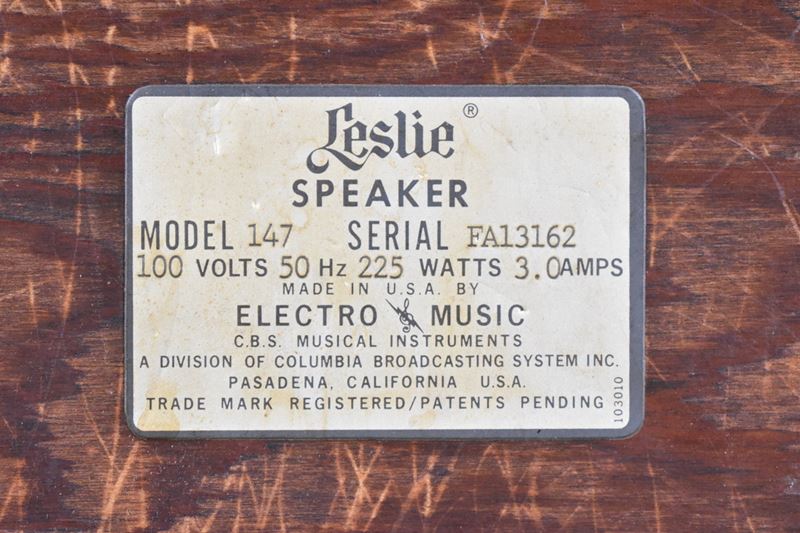 Leslie®
SPEAKER
MODEL 147 SERIAL FA13162
100 VOLTS 50 Hz 225 WATTS 3.0 AMPS
MADE IN U.S.A. BY
ELECTRO MUSIC
C.B.S. MUSICAL INSTRUMENTS
A DIVISION OF COLUMBIA BROADCASTING SYSTEM INC.
PASADENA, CALIFORNIA U.S.A.
TRADE MARK REGISTERED/PATENTS PENDING
103010